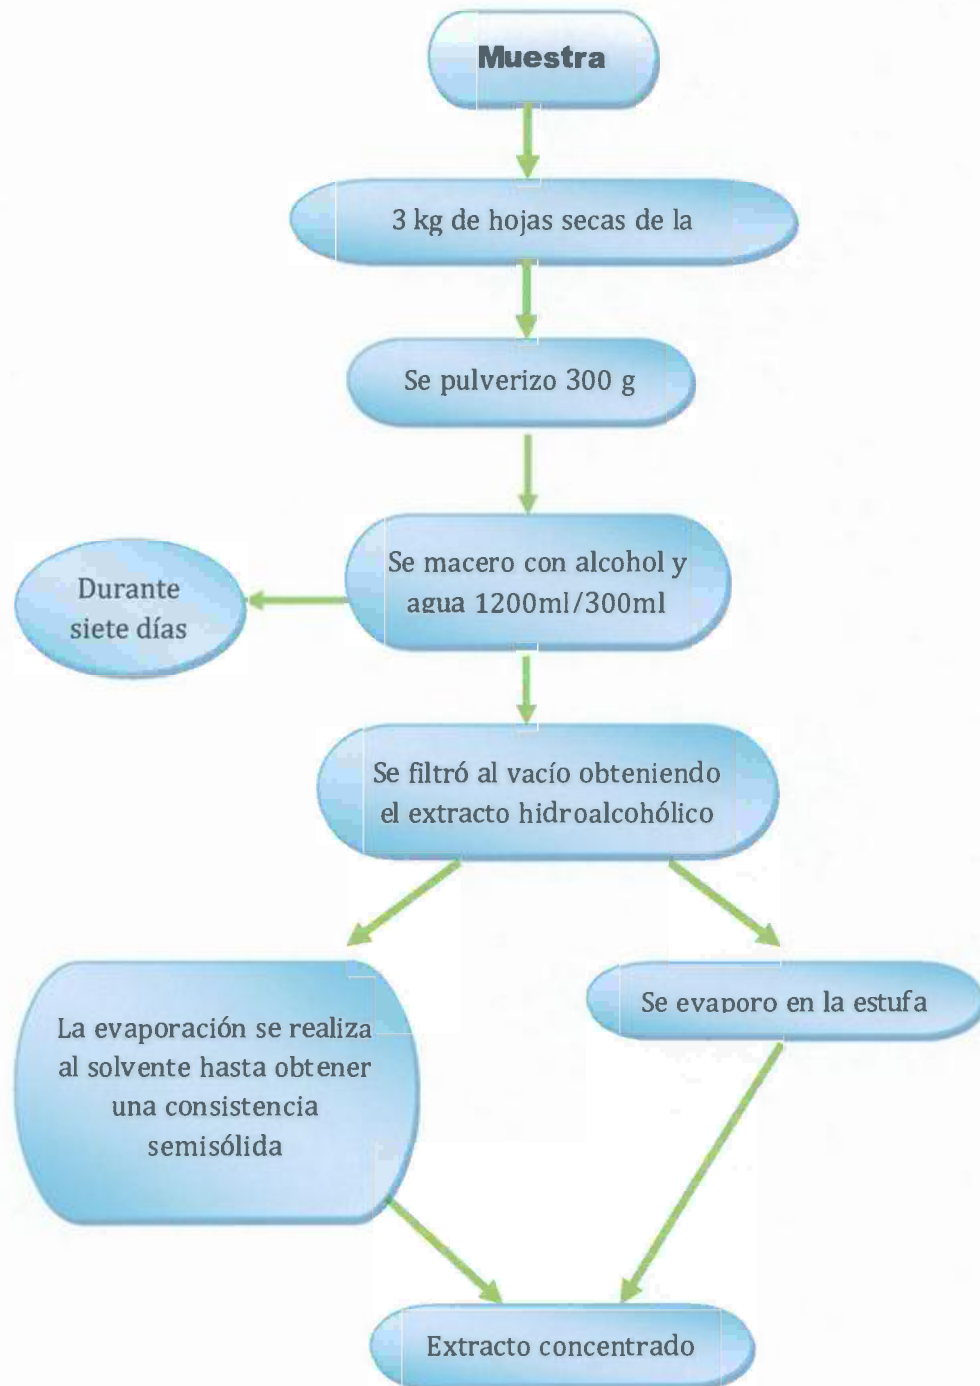 Muestra
3 kg de hojas secas de la
Se pulverizo 300 g
Se macero con alcohol y
agua 1200ml/300ml
Durante
siete días
Se filtró al vacío obteniendo
el extracto hidroalcohólico
La evaporación se realiza
al solvente hasta obtener
una consistencia
semisólida
Se evaporo en la estufa
Extracto concentrado